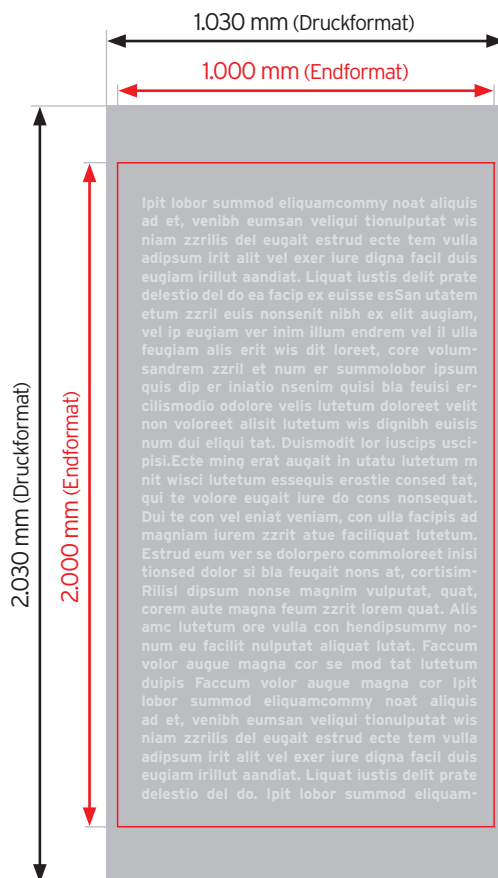 1.030 mm (Druckformat)
1.000 mm (Endformat)
2.030 mm (Druckformat)
2.000 mm (Endformat)
Ipit lobor summod eliquamcommy noat aliquis
ad et, venibh eumsan veliqui tionulputat wis
niam zzrilis del eugait estrud ecte tem vulla
adipsum irit alit vel exer iure digna facil duis
eugiam irillut aandiat. Liquat iustis delit prate
delestio del do ea facip ex euisse esSan utatem
etum zzril euis nonsenit nibh ex elit augiam,
vel ip eugiam ver inim illum endrem vel il ulla
feugiam alis erit wis dit loreet, core volum-
sandrem zzril et num er summolobor ipsum
quis dip er iniatio nsenim quisi bla feuisi er-
cilismodio odolore velis lutetum doloreet velit
non voloreet alisit lutetum wis dignibh euisis
num dui eliqui tat. Duismodit lor iuscips usci-
pisi.Ecte ming erat augait in utatu lutetum m
nit wisci lutetum essequis erostie consed tat,
qui te volore eugait iure do cons nonsequat.
Dui te con vel eniat veniam, con ulla facipis ad
magniam iurem zzrit atue faciliquat lutetum.
Estrud eum ver se dolorpero commoloreet inisi
tionsed dolor si bla feugait nons at, cortisim-
Rilisl dipsum nonse magnim vulputat, quat,
corem aute magna feum zzrit lorem quat. Alis
amc lutetum ore vulla con hendipsummy no-
num eu facilit nulputat aliquat lutat. Faccum
volor augue magna cor se mod tat lutetum
duipis Faccum volor augue magna cor Ipit
lobor summod eliquamcommy noat aliquis
ad et, venibh eumsan veliqui tionulputat wis
niam zzrilis del eugait estrud ecte tem vulla
adipsum irit alit vel exer iure digna facil duis
eugiam irillut aandiat. Liquat iustis delit prate
delestio del do. Ipit lobor summod eliquam-